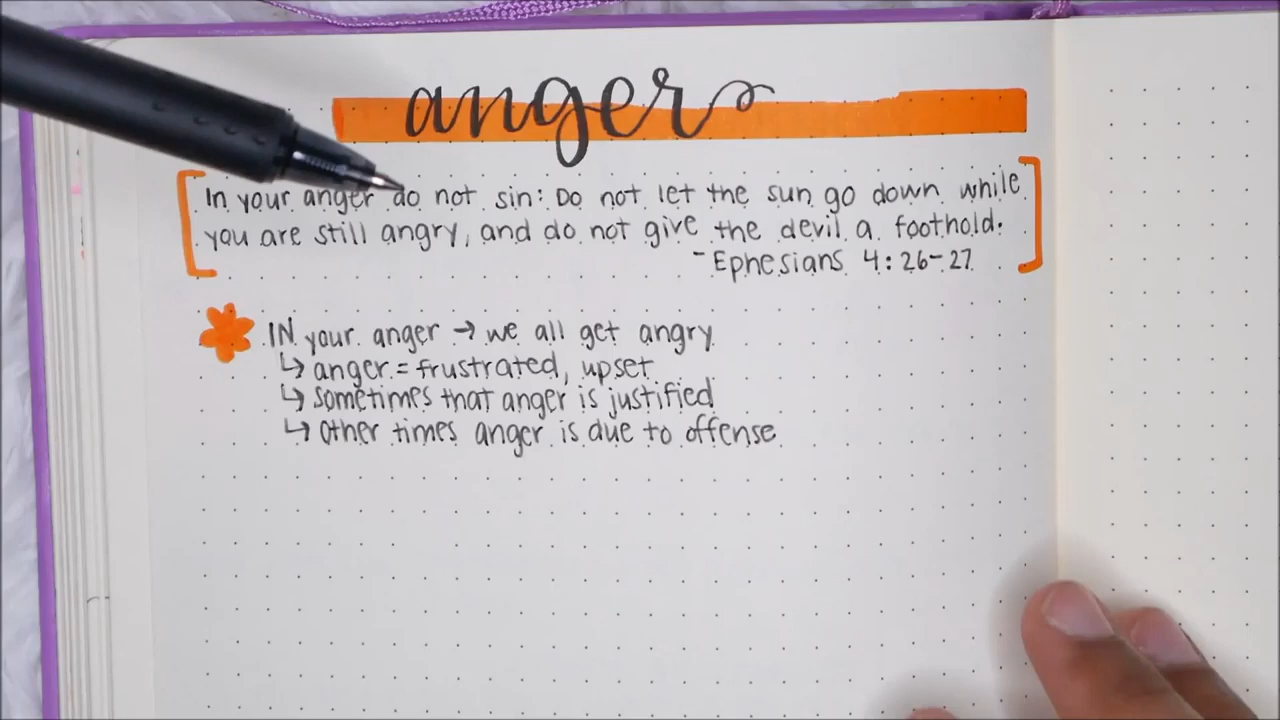 anger
In your anger do not sin: Do not let the sun go down while
you are still angry, and do not give the devil a foothold.
- Ephesians 4:26-27
IN your anger → we all get angry
↳ anger = frustrated, upset
↳ sometimes that anger is justified
↳ other times anger is due to offense